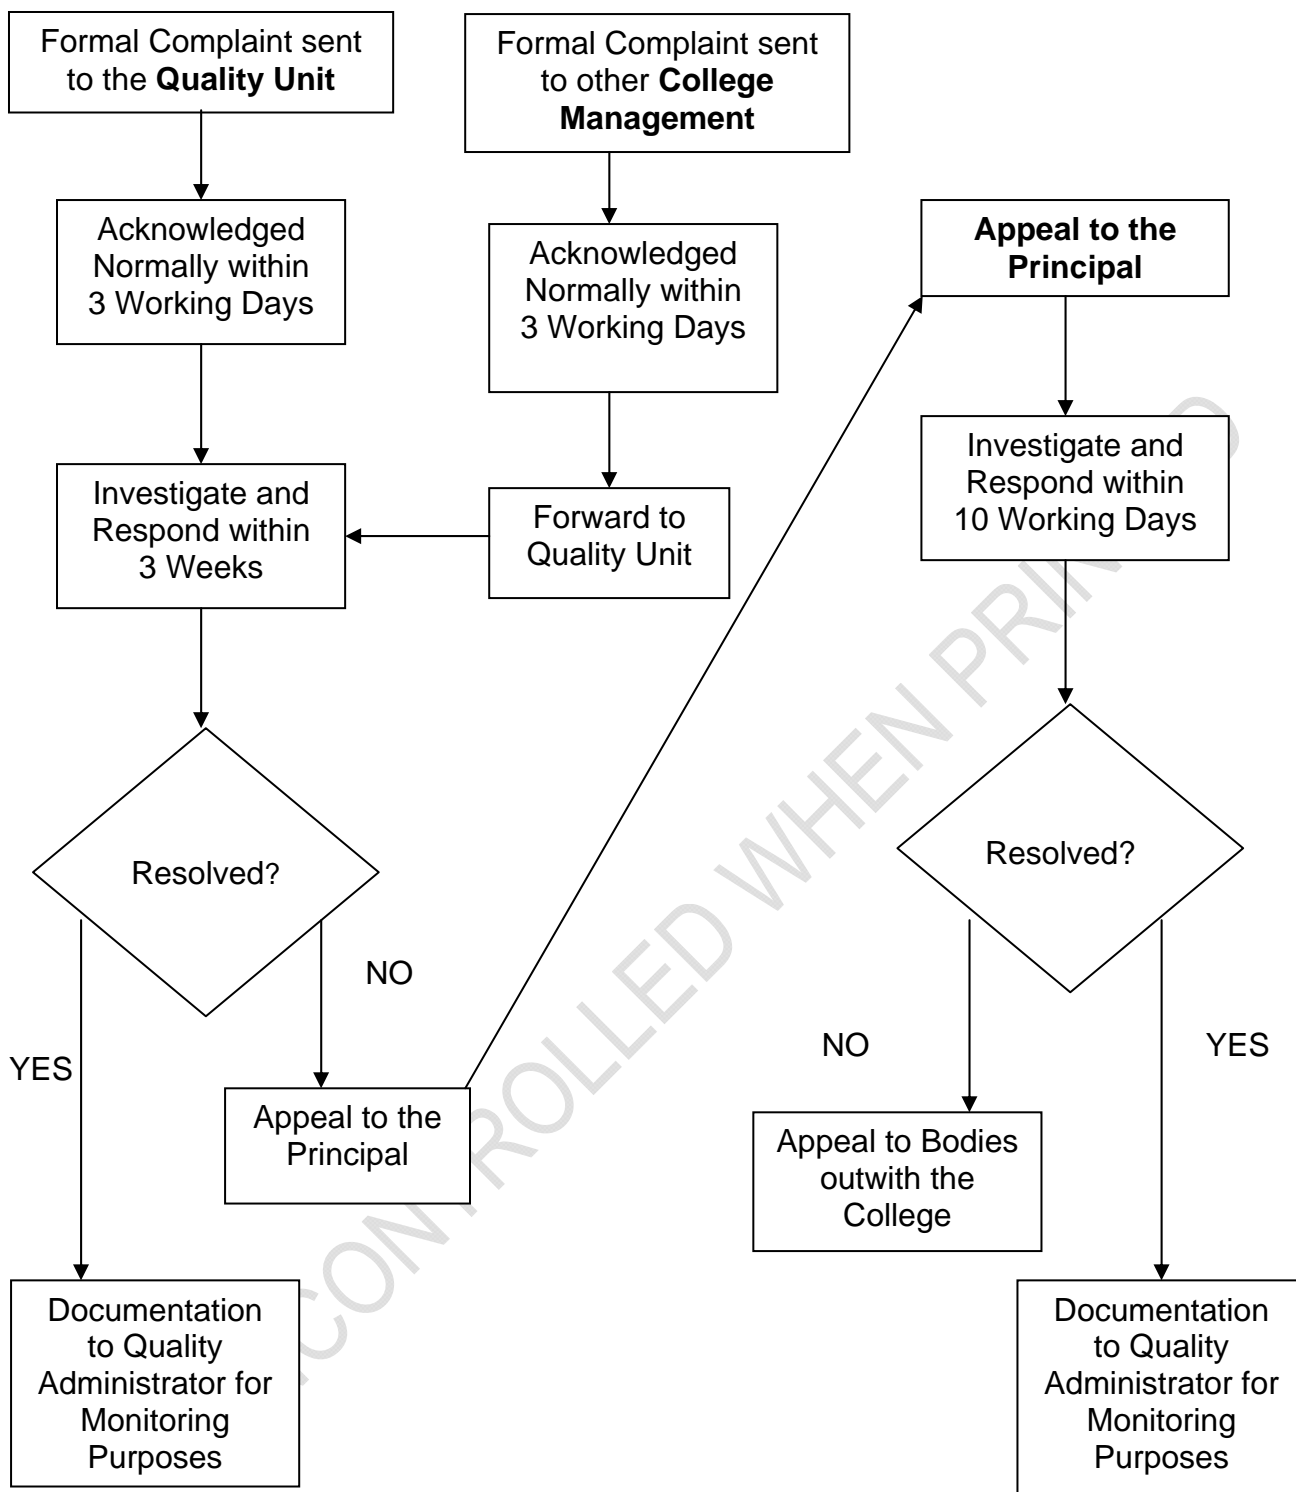 Formal Complaint sent
to the Quality Unit
Formal Complaint sent
to other College
Management
Acknowledged
Normally within
3 Working Days
Acknowledged
Normally within
3 Working Days
Investigate and
Respond within
3 Weeks
Forward to
Quality Unit
Resolved?
NO
YES
Appeal to the
Principal
Documentation
to Quality
Administrator for
Monitoring
Purposes
Appeal to the
Principal
Investigate and
Respond within
10 Working Days
Resolved?
NO
YES
Appeal to Bodies
outwith the
College
Documentation
to Quality
Administrator for
Monitoring
Purposes
CONTROLLED WHEN PRIN D